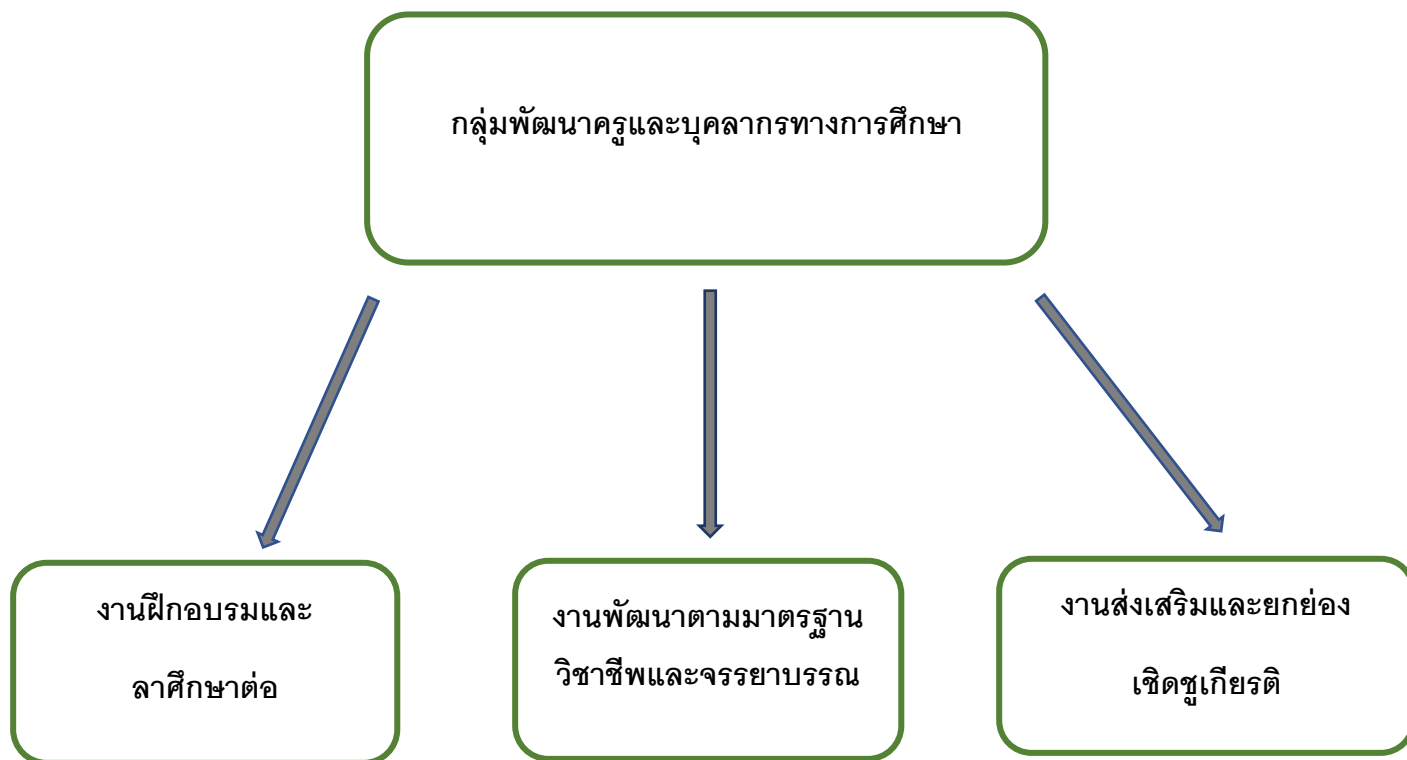 กลุ่มพัฒนาครูและบุคลากรทางการศึกษา
งานฝึกอบรมและ
ลาศึกษาต่อ
งานพัฒนาตามมาตรฐาน
วิชาชีพและจรรยาบรรณ
งานส่งเสริมและยกย่อง
เชิดชูเกียรติ